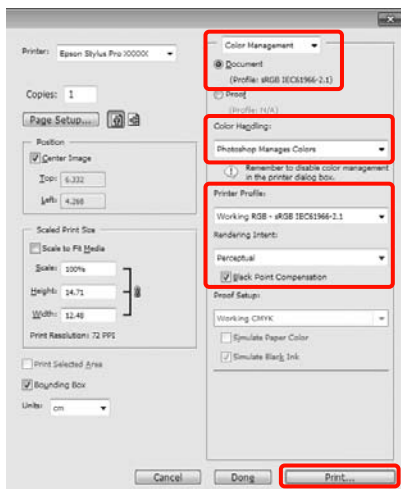 Printer: Epson Stylus Pro XXXXX
Copies: 1
Page Setup...
Position
Center Image
Top: 6.332
Left: 4.268
Scaled Print Size
Scale to Fit Media
Scale: 100%
Height: 14.71
Width: 12.48
Print Resolution: 72 PPI
Print Selected Area
Bounding Box
Units: cm
Color Management
Document
(Profile: sRGB IEC61966-2.1)
Proof
(Profile: N/A)
Color Handling:
Photoshop Manages Colors
Remember to disable color management
in the printer dialog box.
Printer Profile:
Working RGB - sRGB IEC61966-2.1
Rendering Intent:
Perceptual
Black Point Compensation
Proof Setup:
Working CMYK
Simulate Paper Color
Simulate Black Ink
Cancel
Done
Print...